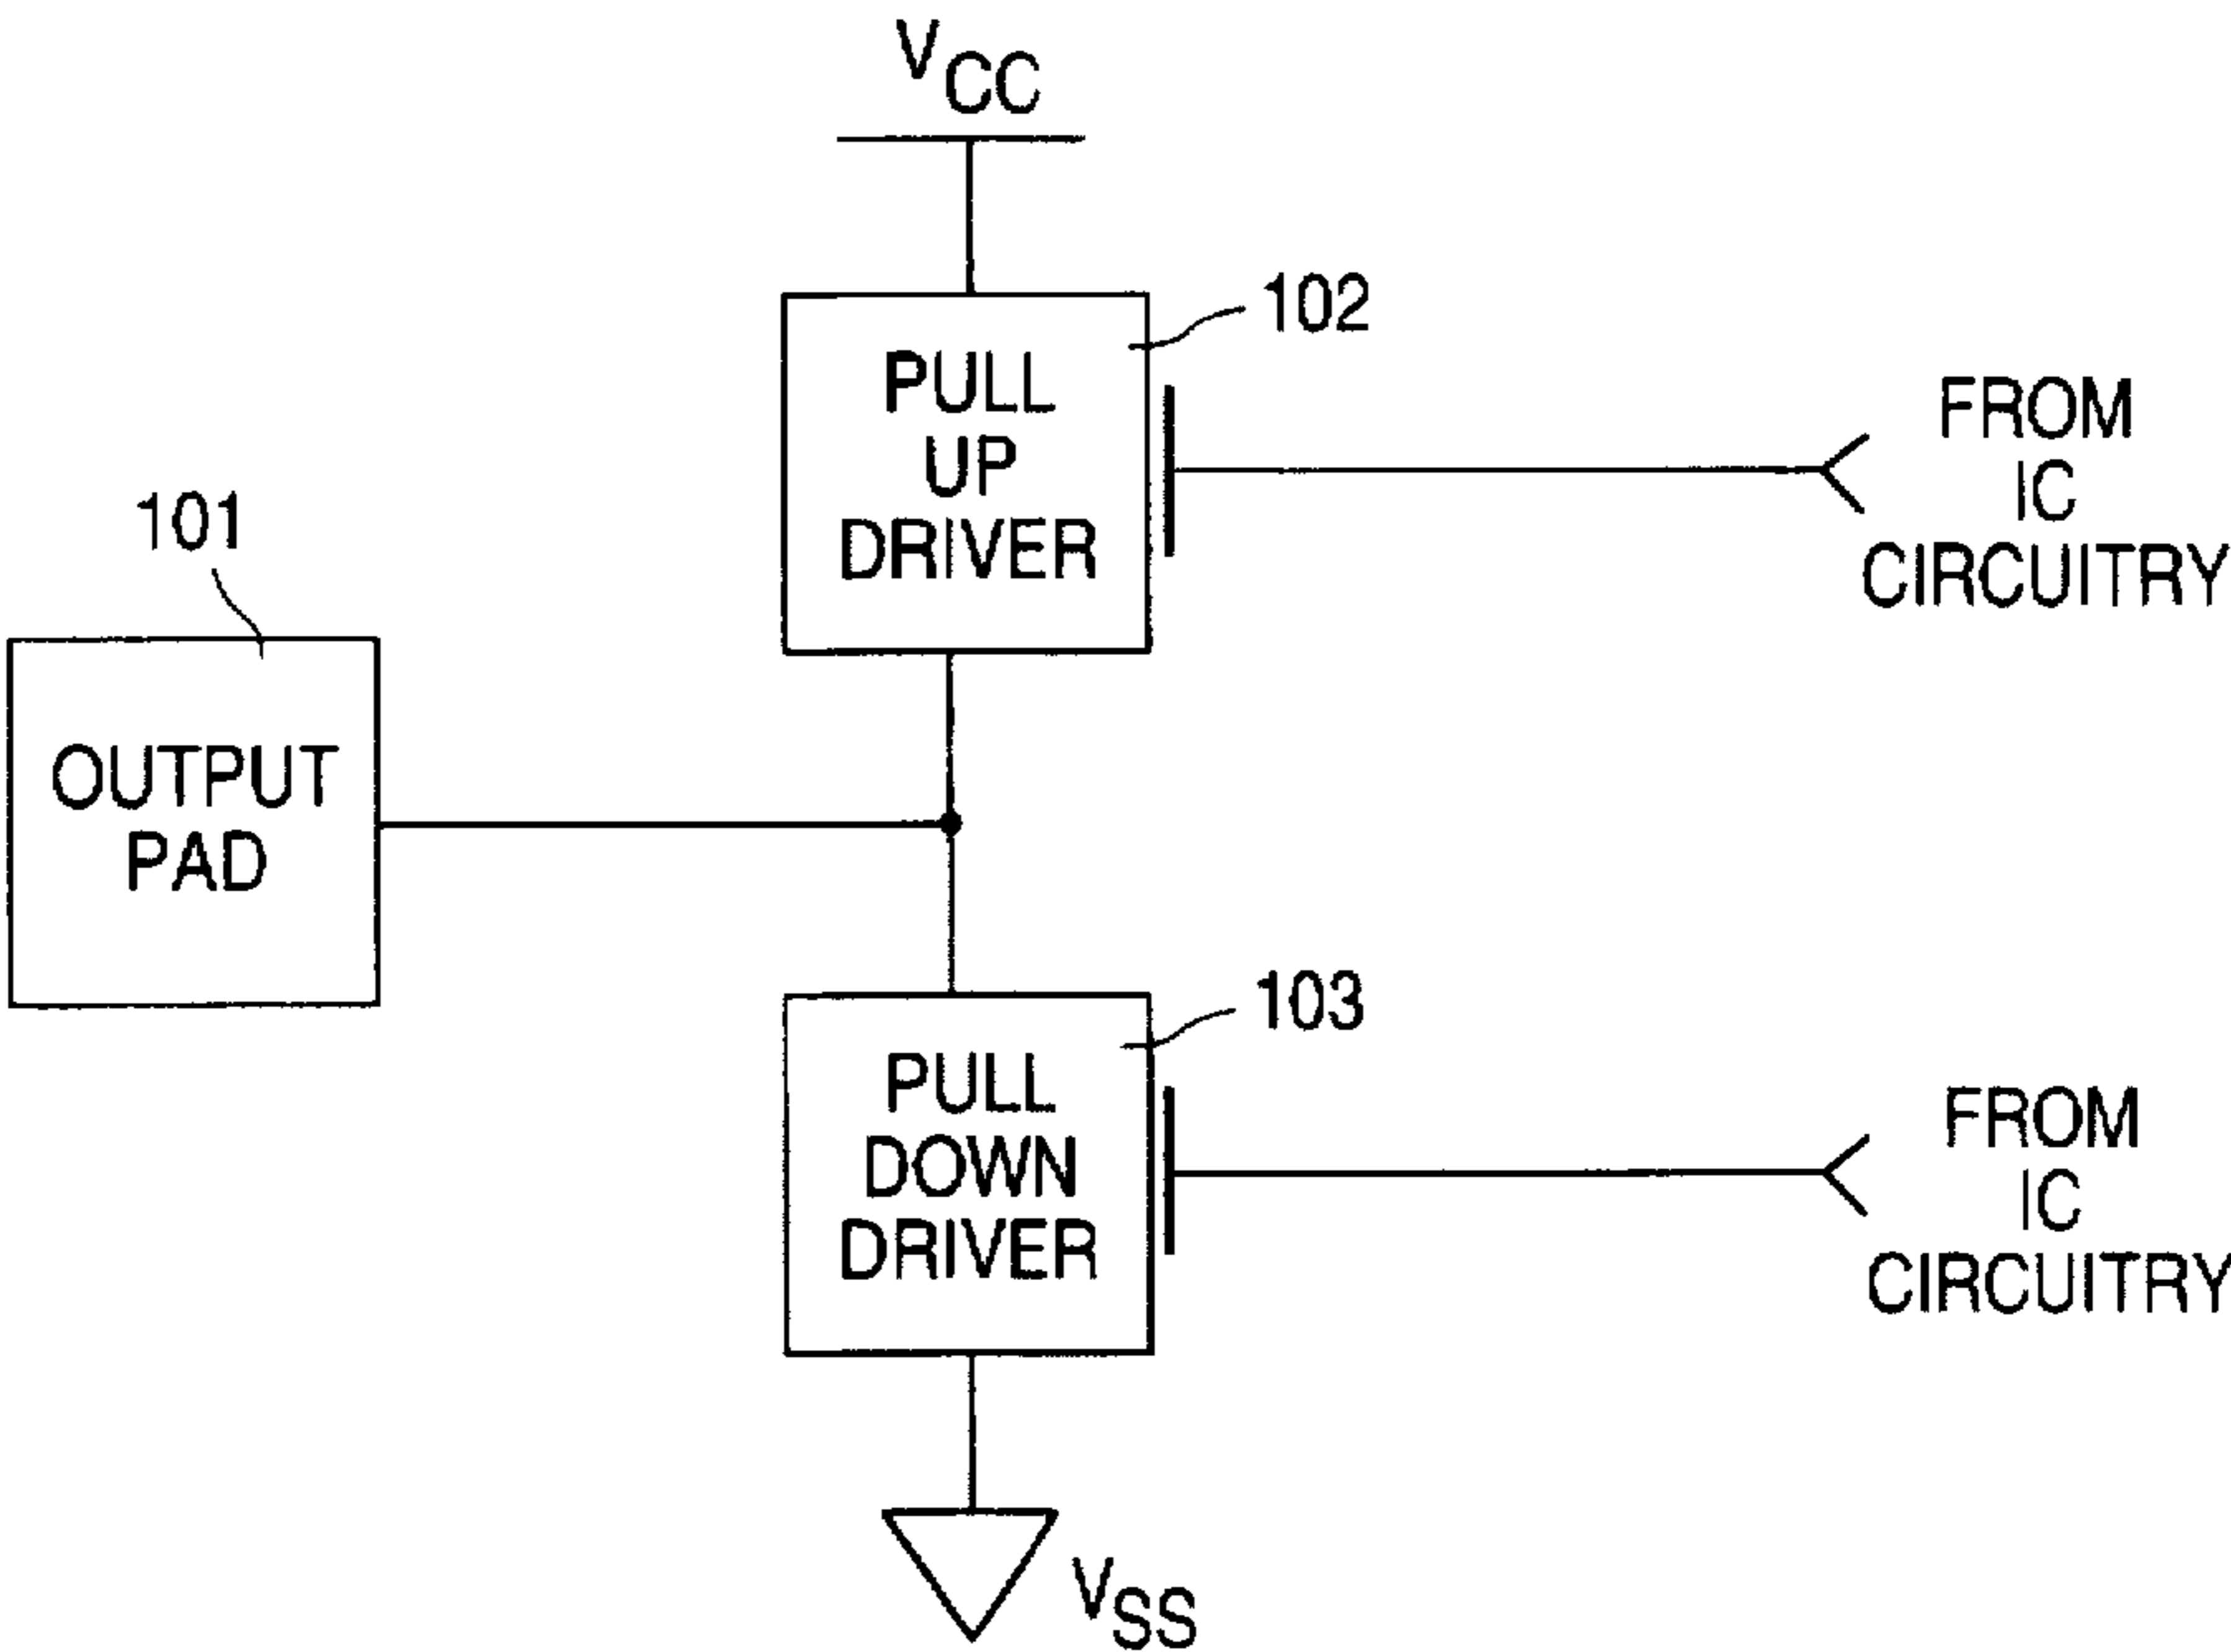 VCC
102
PULL
UP
DRIVER
FROM
IC
CIRCUITRY
101
OUTPUT
PAD
103
PULL
DOWN
DRIVER
FROM
IC
CIRCUITRY
VSS